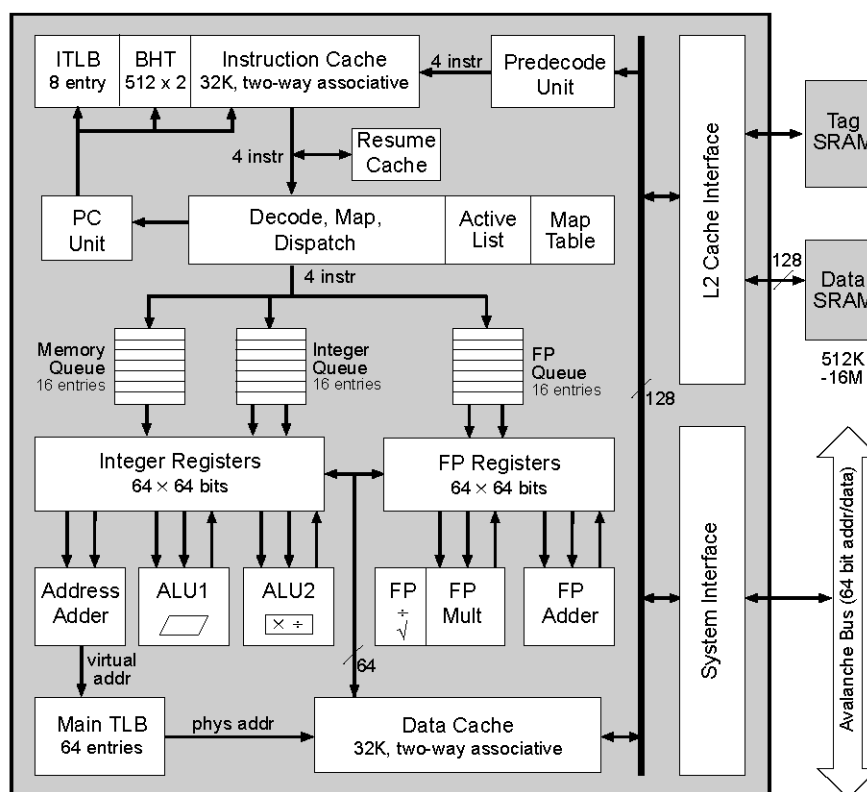 ITLB
8 entry
BHT
512 x 2
Instruction Cache
32K, two-way associative
4 instr
Predecode
Unit
Tag
SRAM
4 instr
Resume
Cache
L2 Cache Interface
PC
Unit
Decode, Map,
Dispatch
Active
List
Map
Table
128
Data
SRAM
512K
-16M
4 instr
Memory
Queue
16 entries
Integer
Queue
16 entries
FP
Queue
16 entries
128
Integer Registers
64 × 64 bits
FP Registers
64 × 64 bits
Address
Adder
ALU1
ALU2
× ÷
FP
÷
√
FP
Mult
FP
Adder
System Interface
Avalanche Bus (64 bit addr/data)
virtual
addr
64
Main TLB
64 entries
phys addr
Data Cache
32K, two-way associative